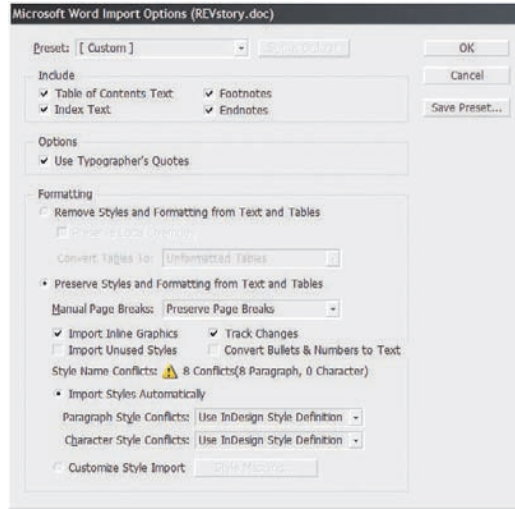 Microsoft Word Import Options (REVstory.doc)
Preset: [ Custom ]
OK
Include
Cancel
Table of Contents Text Footnotes
Index Text Endnotes
Save Preset...
Options
Use Typographer's Quotes
Formatting
Remove Styles and Formatting from Text and Tables
Preserve Local Overrides
Convert Tables To: Unformatted Tables
Preserve Styles and Formatting from Text and Tables
Manual Page Breaks: Preserve Page Breaks
Import Inline Graphics Track Changes
Import Unused Styles Convert Bullets & Numbers to Text
Style Name Conflicts: 8 Conflicts(8 Paragraph, 0 Character)
Import Styles Automatically
Paragraph Style Conflicts: Use InDesign Style Definition
Character Style Conflicts: Use InDesign Style Definition
Customize Style Import Style Mapping...